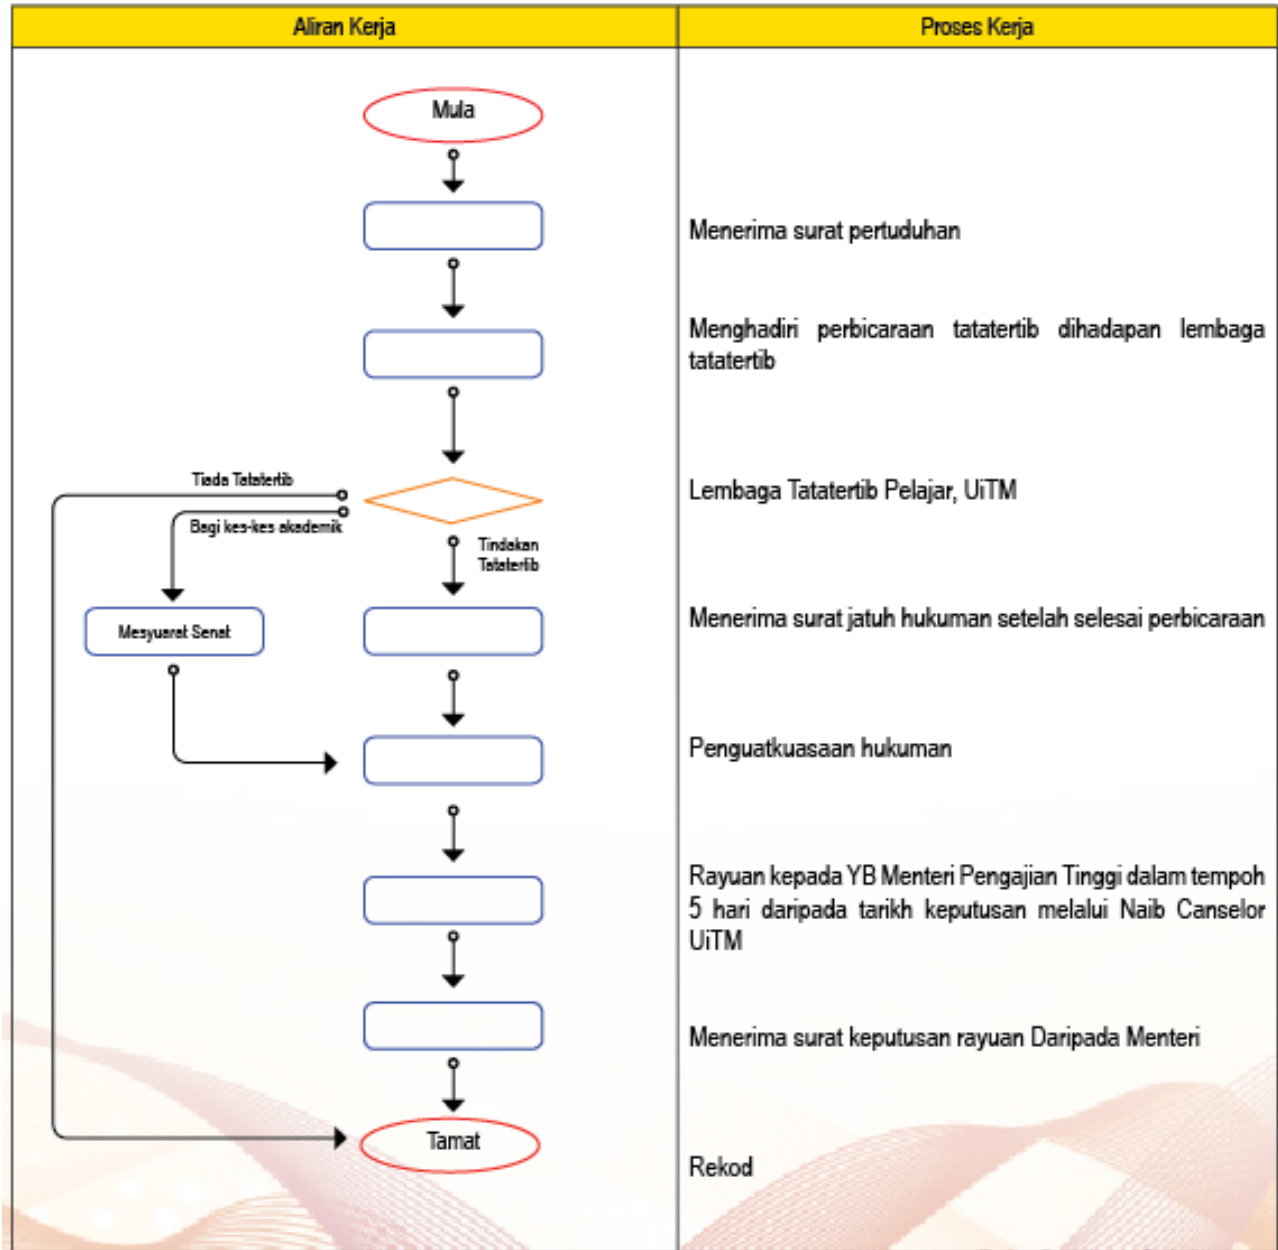 Aliran Kerja
Proses Kerja
Mula
Menerima surat pertuduhan
Menghadiri perbicaraan tatatertib dihadapan lembaga
tatatertib
Tiada Tatatertib
Lembaga Tatatertib Pelajar, UiTM
Bagi kes-kes akademik
Tindakan
Tatatertib
Mesyuarat Senat
Menerima surat jatuh hukuman setelah selesai perbicaraan
Penguatkuasaan hukuman
Rayuan kepada YB Menteri Pengajian Tinggi dalam tempoh
5 hari daripada tarikh keputusan melalui Naib Canselor
UiTM
Menerima surat keputusan rayuan Daripada Menteri
Tamat
Rekod